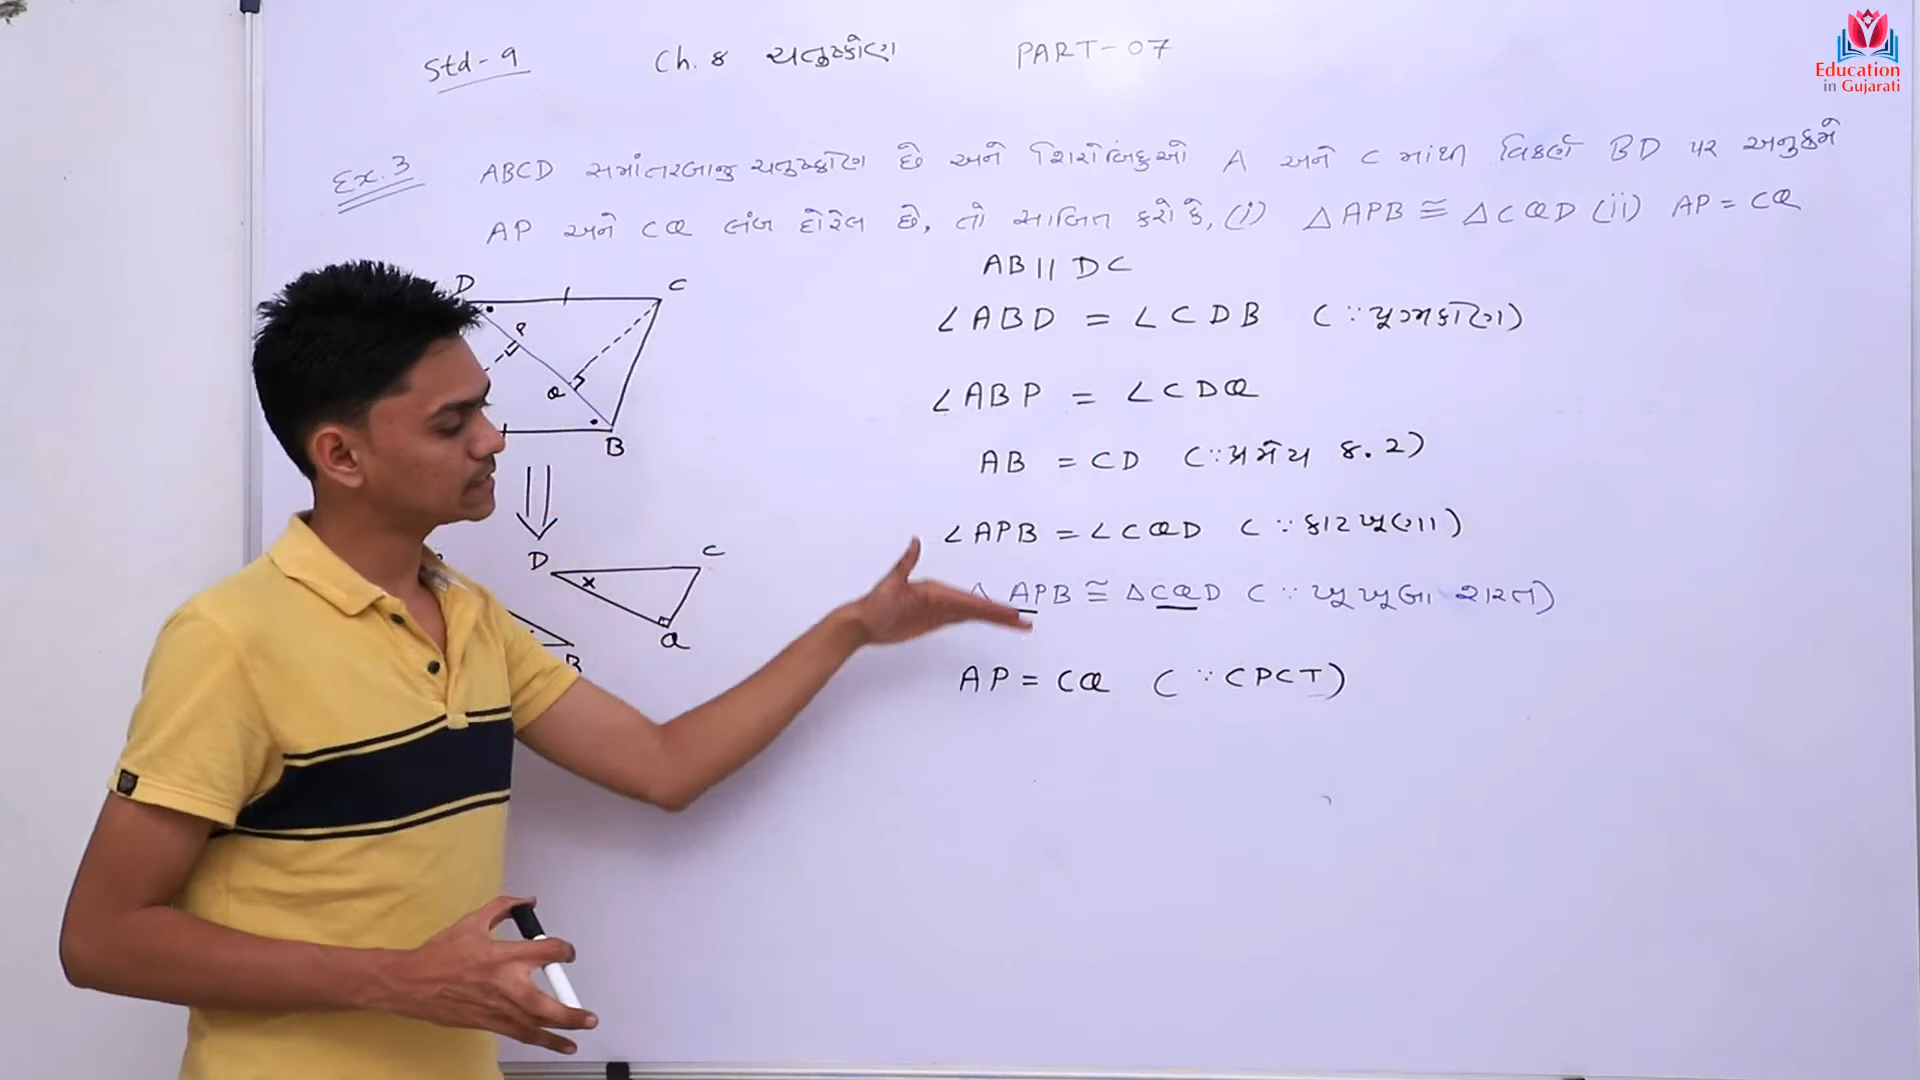 Std-9 Ch. 8 ચતુષ્કોણ PART-07
Education
in Gujarati
Ex.3 ABCD સમાંતરબાજુ ચતુષ્કોણ છે અને શિરોબિંદુઓ A અને C માંથી વિકર્ણ BD પર અનુક્રમે
AP અને CQ લંબ દોરેલ છે, તો સાબિત કરો કે, (i) △APB ≅ △CQD (ii) AP = CQ
AB || DC
∠ABD = ∠CDB (∵ યુગ્મકોણ)
∠ABP = ∠CDQ
AB = CD (∵ પ્રમેય 8.2)
∠APB = ∠CQD (∵ કાટખૂણા)
△ APB ≅ △CQD (∵ ખૂખૂબા શરત)
AP = CQ (∵ CPCT)
D C
P
Q
B
D C
Q
B